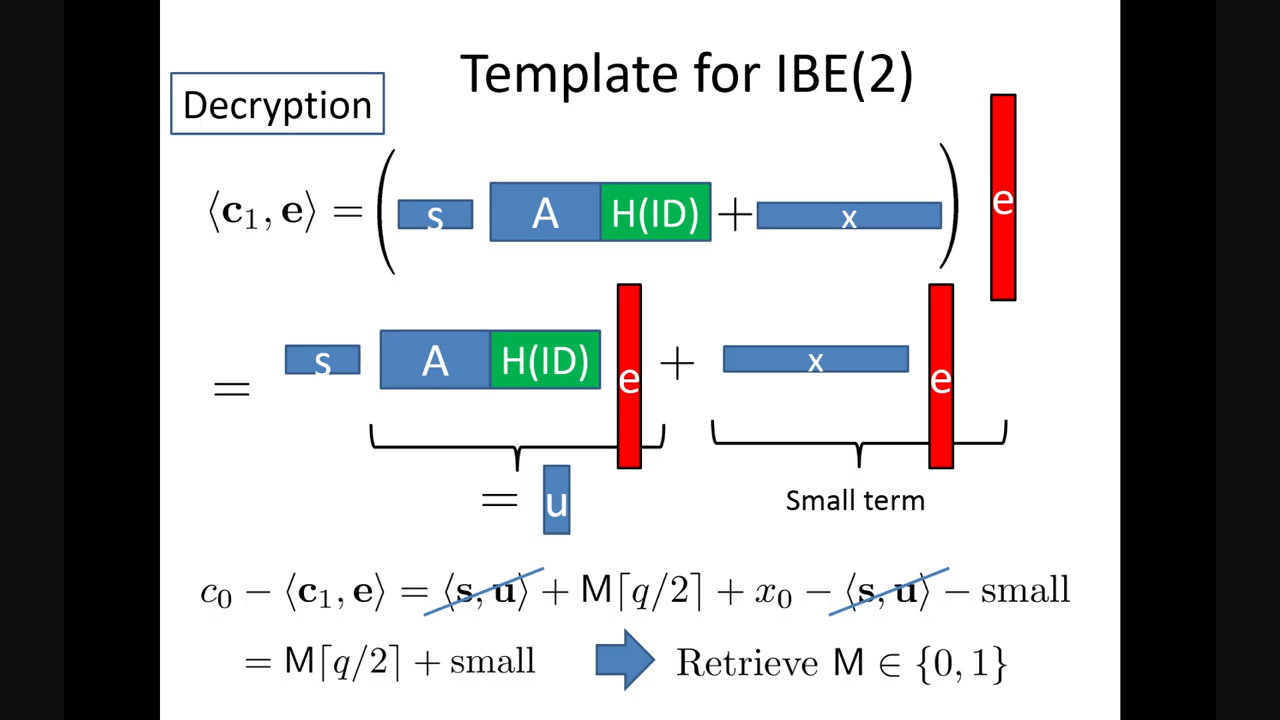 Template for IBE(2)
Decryption
⟨c₁, e⟩ = ( s A H(ID) + x ) e
= s A H(ID) e + x e
= u
Small term
c₀ − ⟨c₁, e⟩ = ⟨s, u⟩ + M⌈q/2⌉ + x₀ − ⟨s, u⟩ − small
= M⌈q/2⌉ + small
Retrieve M ∈ {0, 1}